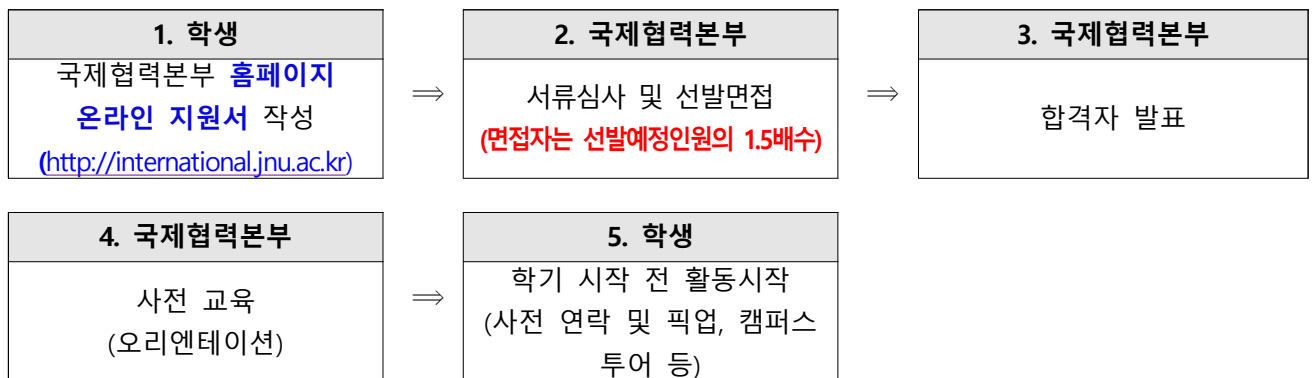 1. 학생
국제협력본부 홈페이지
온라인 지원서 작성
(http://international.jnu.ac.kr)
⇒
2. 국제협력본부
서류심사 및 선발면접
(면접자는 선발예정인원의 1.5배수)
⇒
3. 국제협력본부
합격자 발표
4. 국제협력본부
사전 교육
(오리엔테이션)
⇒
5. 학생
학기 시작 전 활동시작
(사전 연락 및 픽업, 캠퍼스
투어 등)